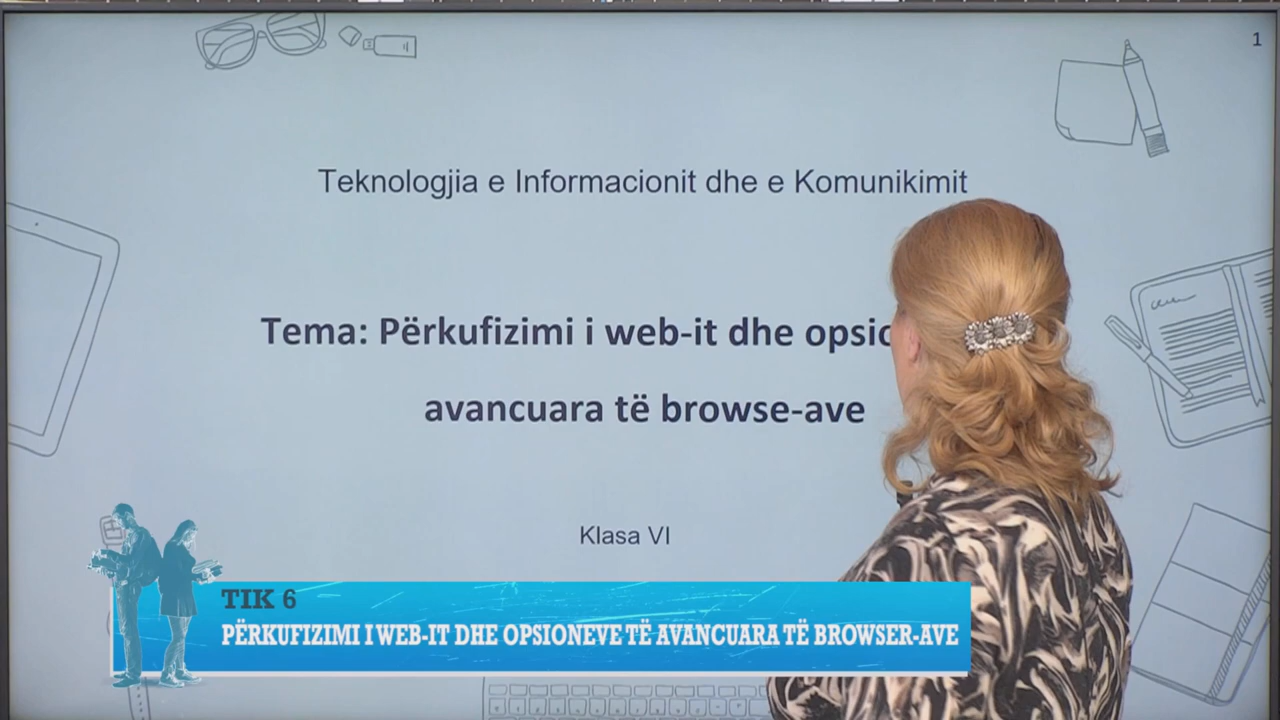 1
Teknologjia e Informacionit dhe e Komunikimit
Tema: Përkufizimi i web-it dhe
avancuara të browse-ave
Klasa VI
TIK 6
PËRKUFIZIMI I WEB-IT DHE OPSIONEVE TË AVANCUARA TË BROWSER-AVE